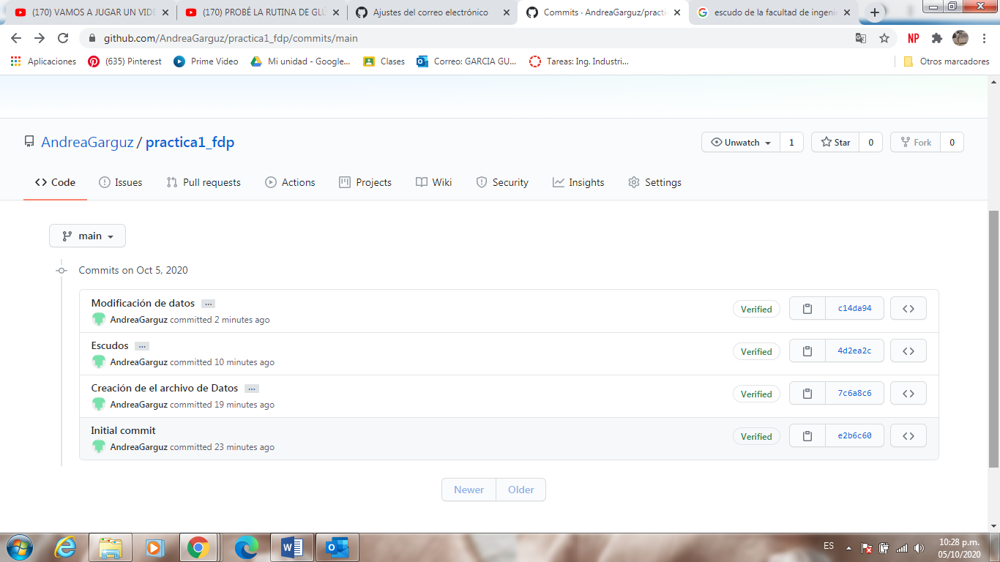 (170) VAMOS A JUGAR UN VIDE
(170) PROBÉ LA RUTINA DE GLÚ
Ajustes del correo electrónico
Commits · AndreaGarguz/practi
escudo de la facultad de ingeni
github.com/AndreaGarguz/practica1_fdp/commits/main
NP
Aplicaciones
(635) Pinterest
Prime Video
Mi unidad - Google...
Clases
Correo: GARCIA GU...
Tareas: Ing. Industri...
Otros marcadores
AndreaGarguz / practica1_fdp
Unwatch 1
Star 0
Fork 0
Code
Issues
Pull requests
Actions
Projects
Wiki
Security
Insights
Settings
main
Commits on Oct 5, 2020
Modificación de datos ...
AndreaGarguz committed 2 minutes ago
Verified
c14da94
Escudos ...
AndreaGarguz committed 10 minutes ago
Verified
4d2ea2c
Creación de el archivo de Datos ...
AndreaGarguz committed 19 minutes ago
Verified
7c6a8c6
Initial commit
AndreaGarguz committed 23 minutes ago
Verified
e2b6c60
Newer
Older
ES
10:28 p.m.
05/10/2020